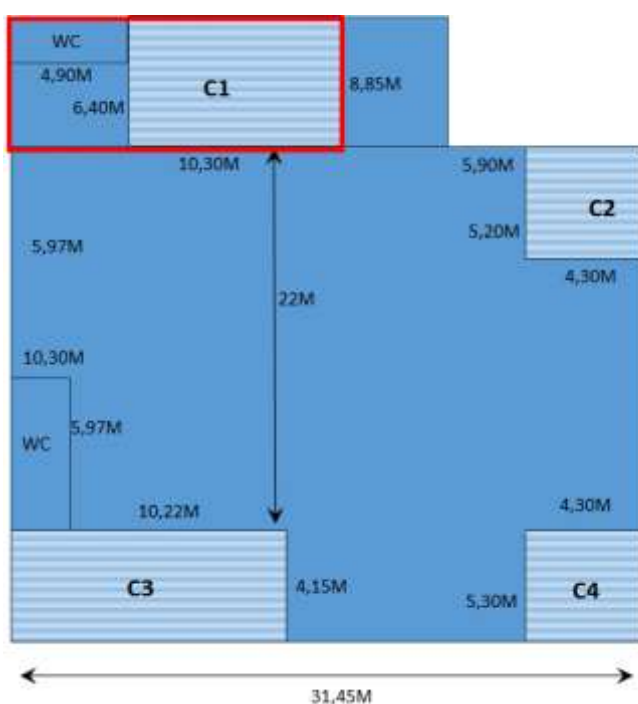 WC
4,90M
C1
8,85M
6,40M
10,30M
5,90M
C2
5,20M
5,97M
4,30M
22M
10,30M
5,97M
WC
10,22M
4,30M
C3
4,15M
C4
5,30M
31,45M